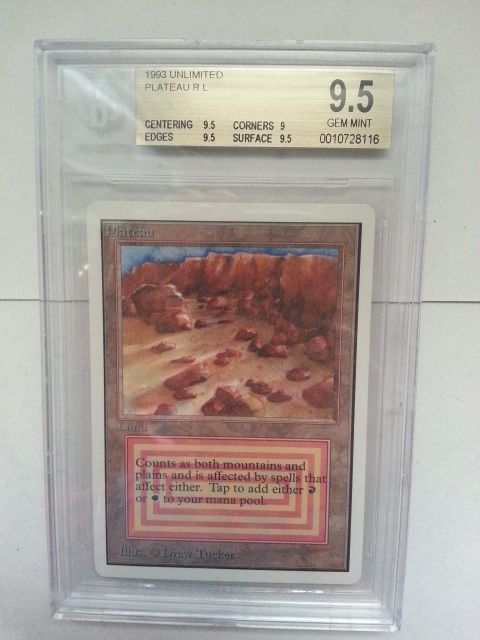 1993 UNLIMITED
PLATEAU R L
9.5
CENTERING 9.5 CORNERS 9
GEM MINT
EDGES 9.5 SURFACE 9.5
0010728116
Plateau
Land
Counts as both mountains and
plains and is affected by spells that
affect either. Tap to add either
or to your mana pool.
Illus. © Drew Tucker